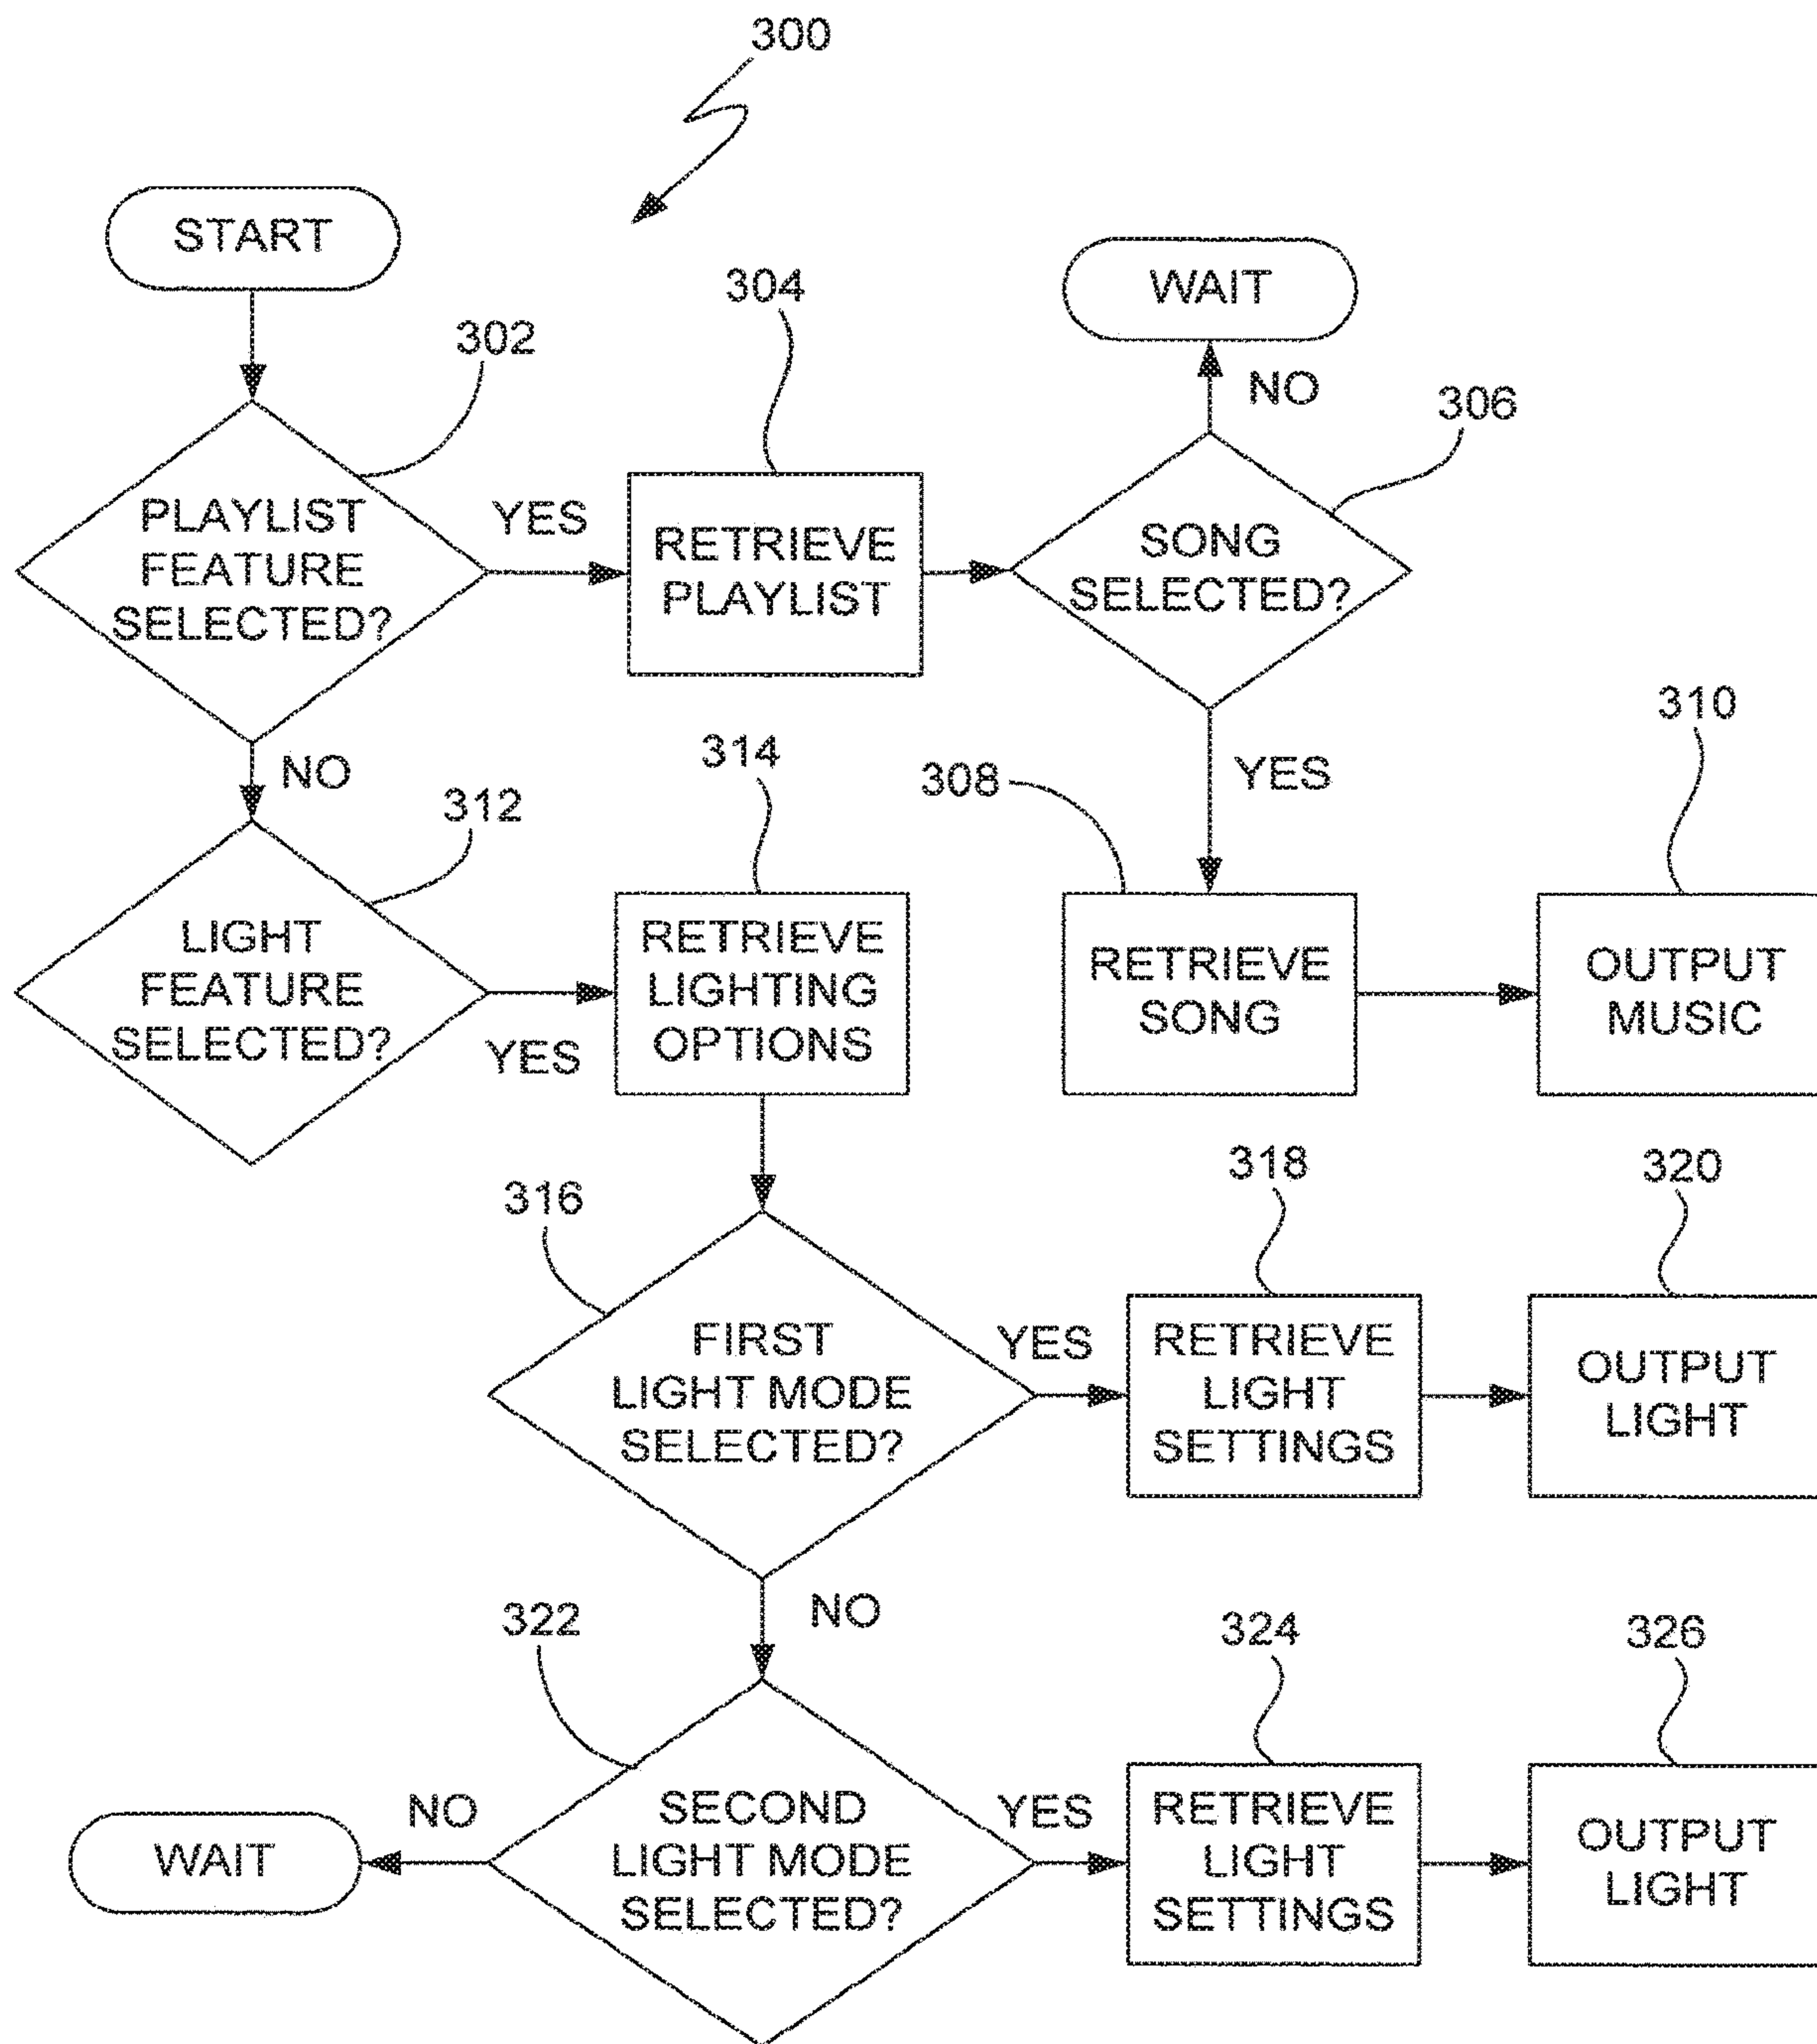 300
START
WAIT
304
302
NO
306
PLAYLIST
FEATURE
SELECTED?
YES
RETRIEVE
PLAYLIST
SONG
SELECTED?
NO
312
314
308
YES
310
LIGHT
FEATURE
SELECTED?
YES
RETRIEVE
LIGHTING
OPTIONS
RETRIEVE
SONG
OUTPUT
MUSIC
316
318
320
FIRST
LIGHT MODE
SELECTED?
YES
RETRIEVE
LIGHT
SETTINGS
OUTPUT
LIGHT
322
NO
324
326
WAIT
NO
SECOND
LIGHT MODE
SELECTED?
YES
RETRIEVE
LIGHT
SETTINGS
OUTPUT
LIGHT